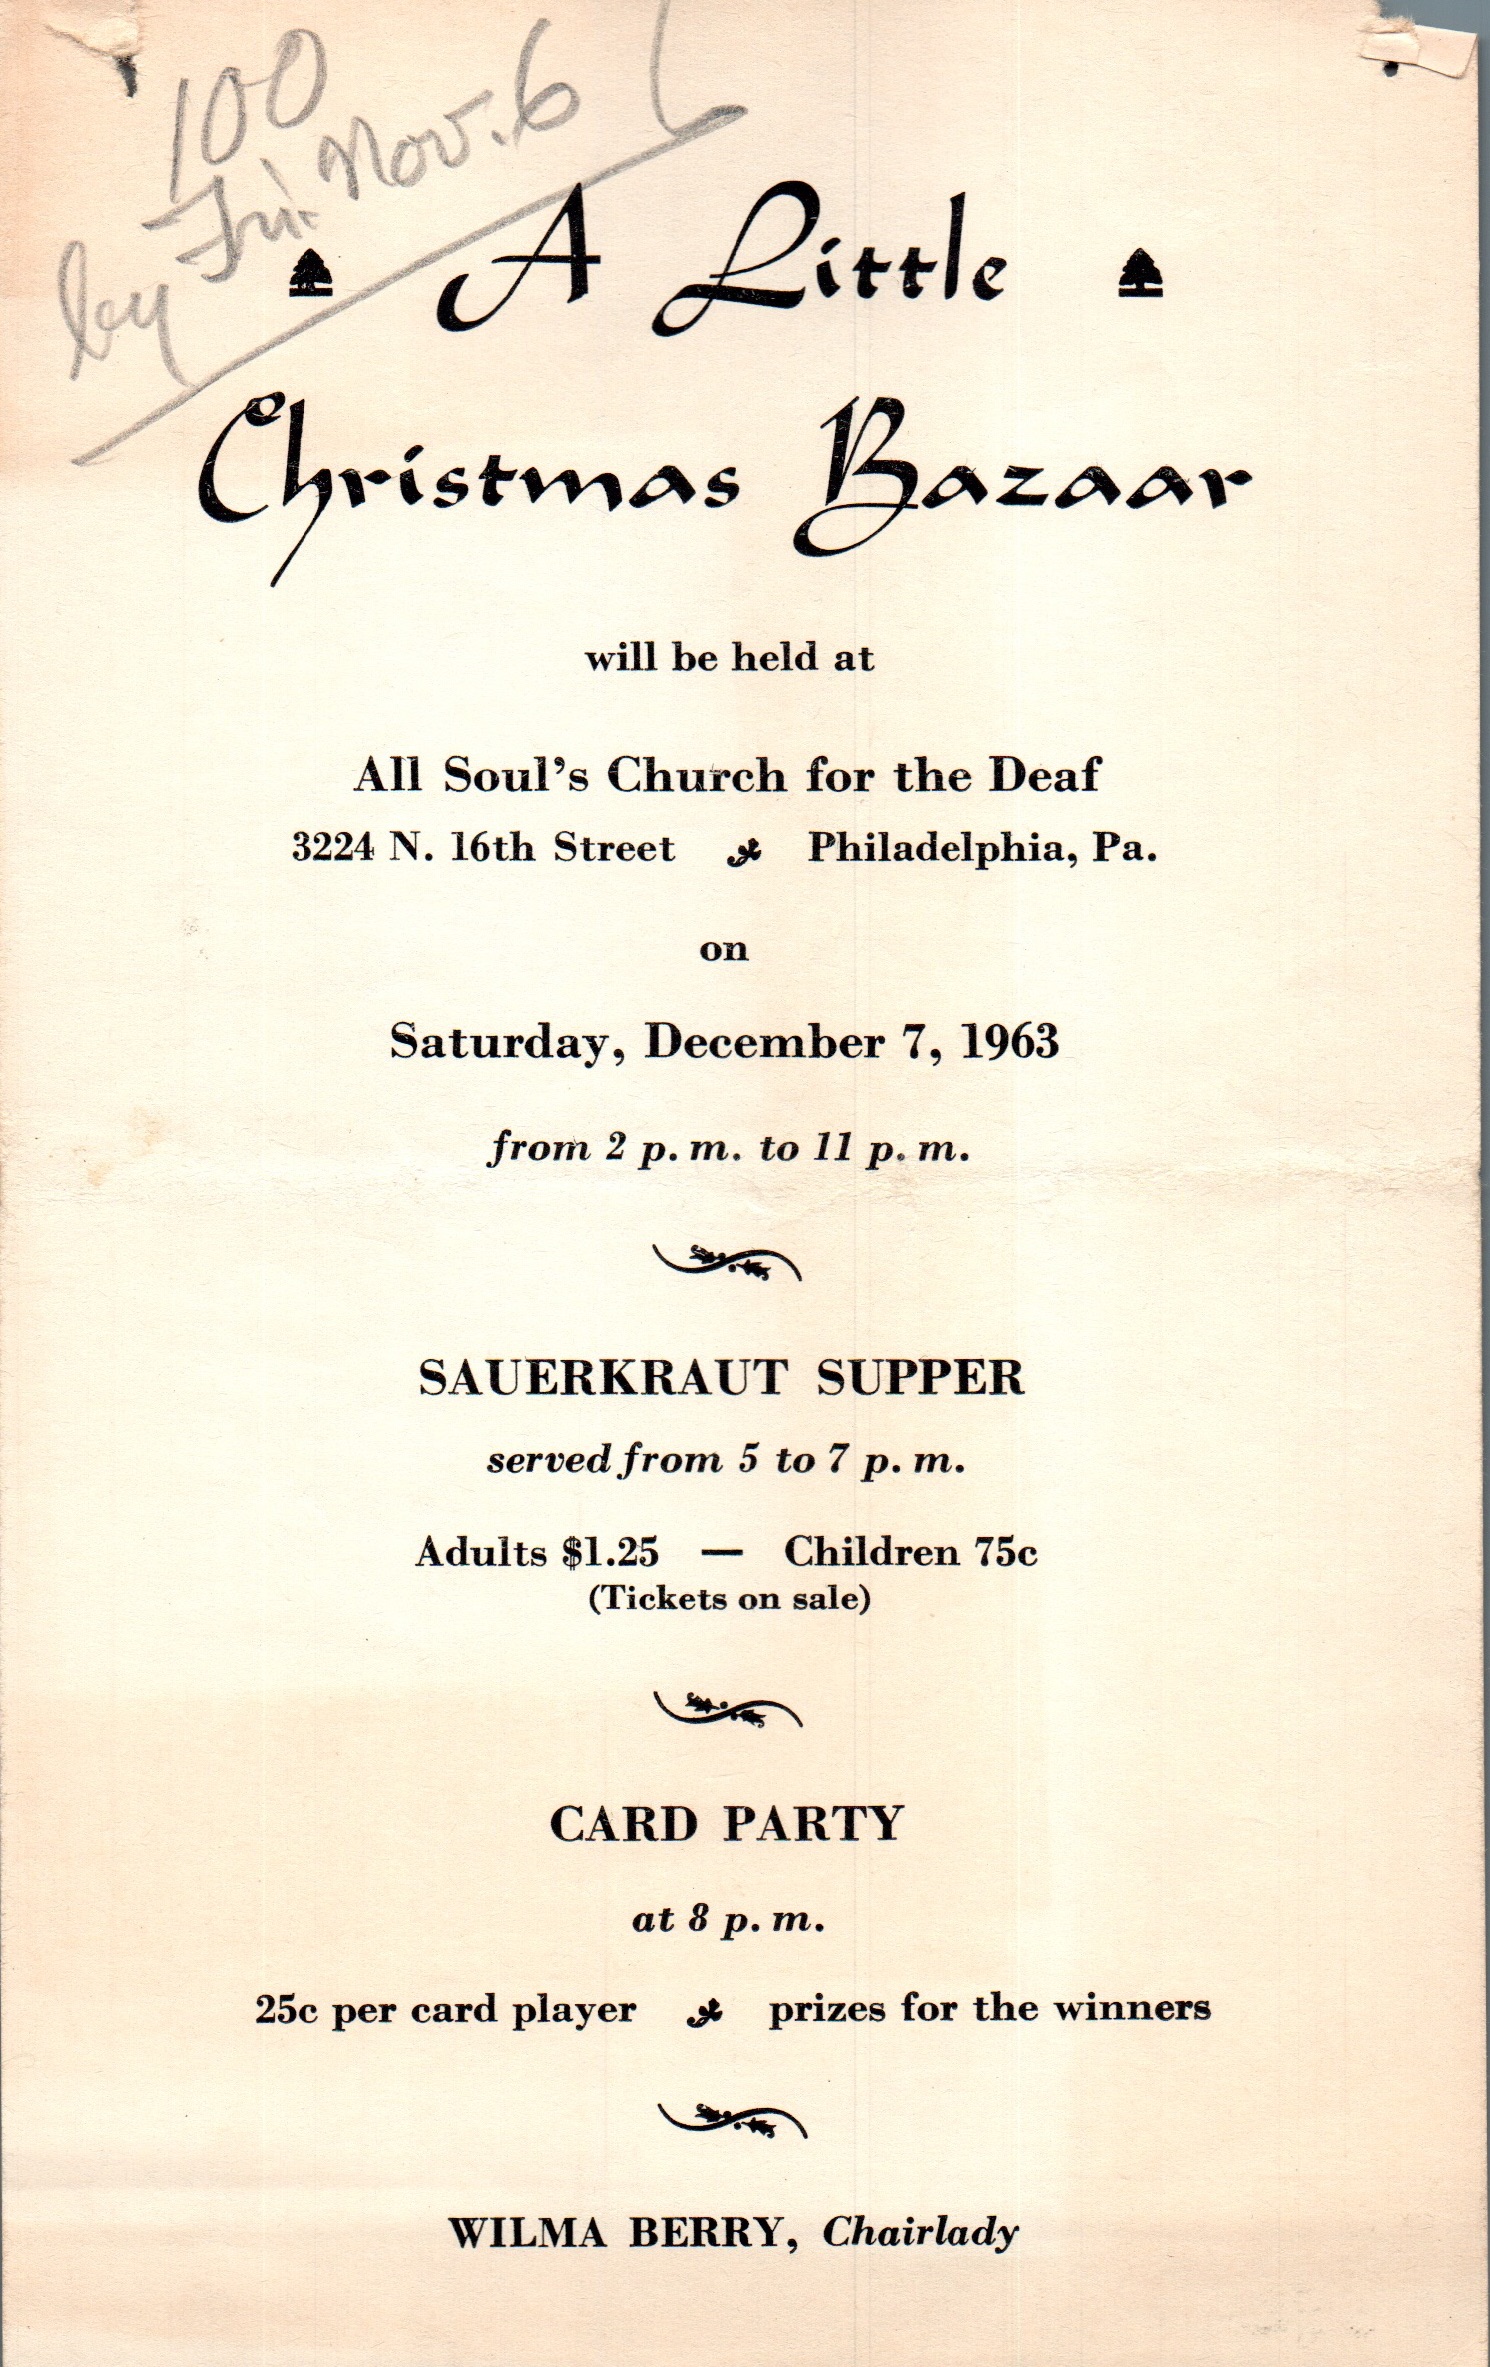 100
by Fri. Nov. 6
A Little
Christmas Bazaar
will be held at
All Soul's Church for the Deaf
3224 N. 16th Street Philadelphia, Pa.
on
Saturday, December 7, 1963
from 2 p. m. to 11 p. m.
SAUERKRAUT SUPPER
served from 5 to 7 p. m.
Adults $1.25 — Children 75c
(Tickets on sale)
CARD PARTY
at 8 p. m.
25c per card player prizes for the winners
WILMA BERRY, Chairlady